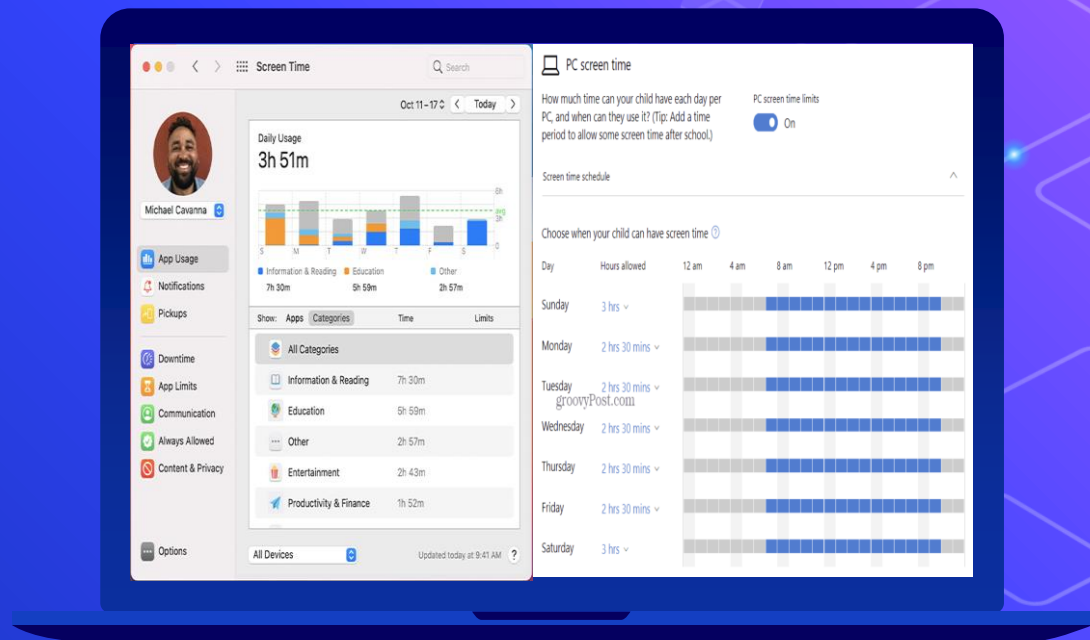 Screen Time
Search
Oct 11–17
Today
Daily Usage
3h 51m
6h
avg
3h
0
S M T W T F S
Information & Reading Education Other
7h 30m 5h 59m 2h 57m
Show: Apps Categories Time Limits
All Categories
Information & Reading 7h 30m
Education 5h 59m
Other 2h 57m
Entertainment 2h 43m
Productivity & Finance 1h 52m
All Devices
Updated today at 9:41 AM ?
Michael Cavanna
App Usage
Notifications
Pickups
Downtime
App Limits
Communication
Always Allowed
Content & Privacy
Options
PC screen time
How much time can your child have each day per
PC, and when can they use it? (Tip: Add a time
period to allow some screen time after school.)
PC screen time limits
On
Screen time schedule
Choose when your child can have screen time ?
Day Hours allowed 12 am 4 am 8 am 12 pm 4 pm 8 pm
Sunday 3 hrs
Monday 2 hrs 30 mins
Tuesday 2 hrs 30 mins
groovyPost.com
Wednesday 2 hrs 30 mins
Thursday 2 hrs 30 mins
Friday 2 hrs 30 mins
Saturday 3 hrs